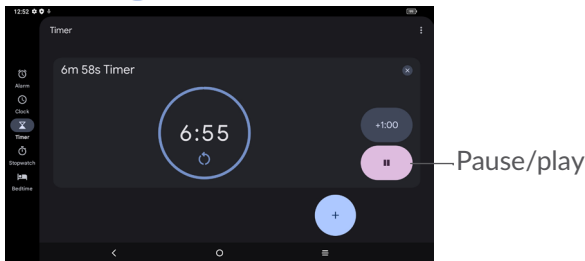 12:52
Timer
6m 58s Timer
Alarm
Clock
Timer
Stopwatch
Bedtime
6:55
+1:00
Pause/play
+